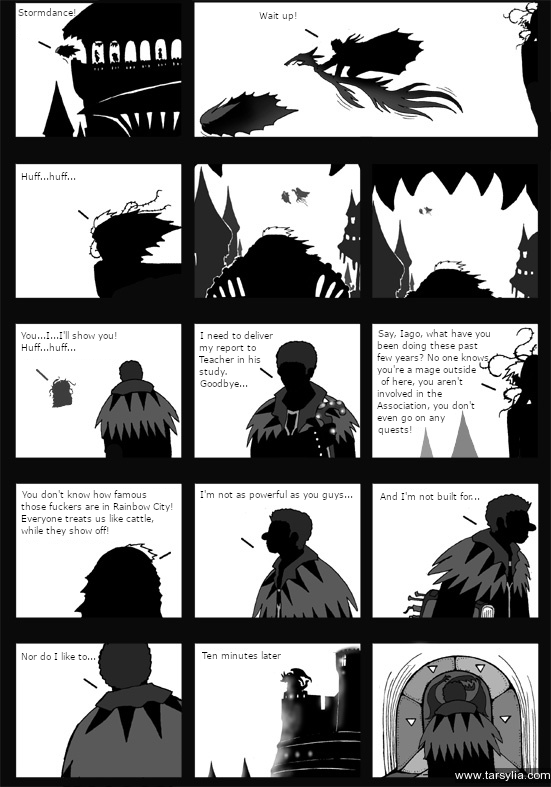 Stormdance!
Wait up!
Huff...huff...
You...I...I'll show you!
Huff...huff...
I need to deliver
my report to
Teacher in his
study.
Goodbye...
Say, Iago, what have you
been doing these past
few years? No one knows
you're a mage outside
of here, you aren't
involved in the
Association, you don't
even go on any
quests!
You don't know how famous
those fuckers are in Rainbow City!
Everyone treats us like cattle,
while they show off!
I'm not as powerful as you guys...
And I'm not built for...
Nor do I like to...
Ten minutes later
www.tarsylia.com